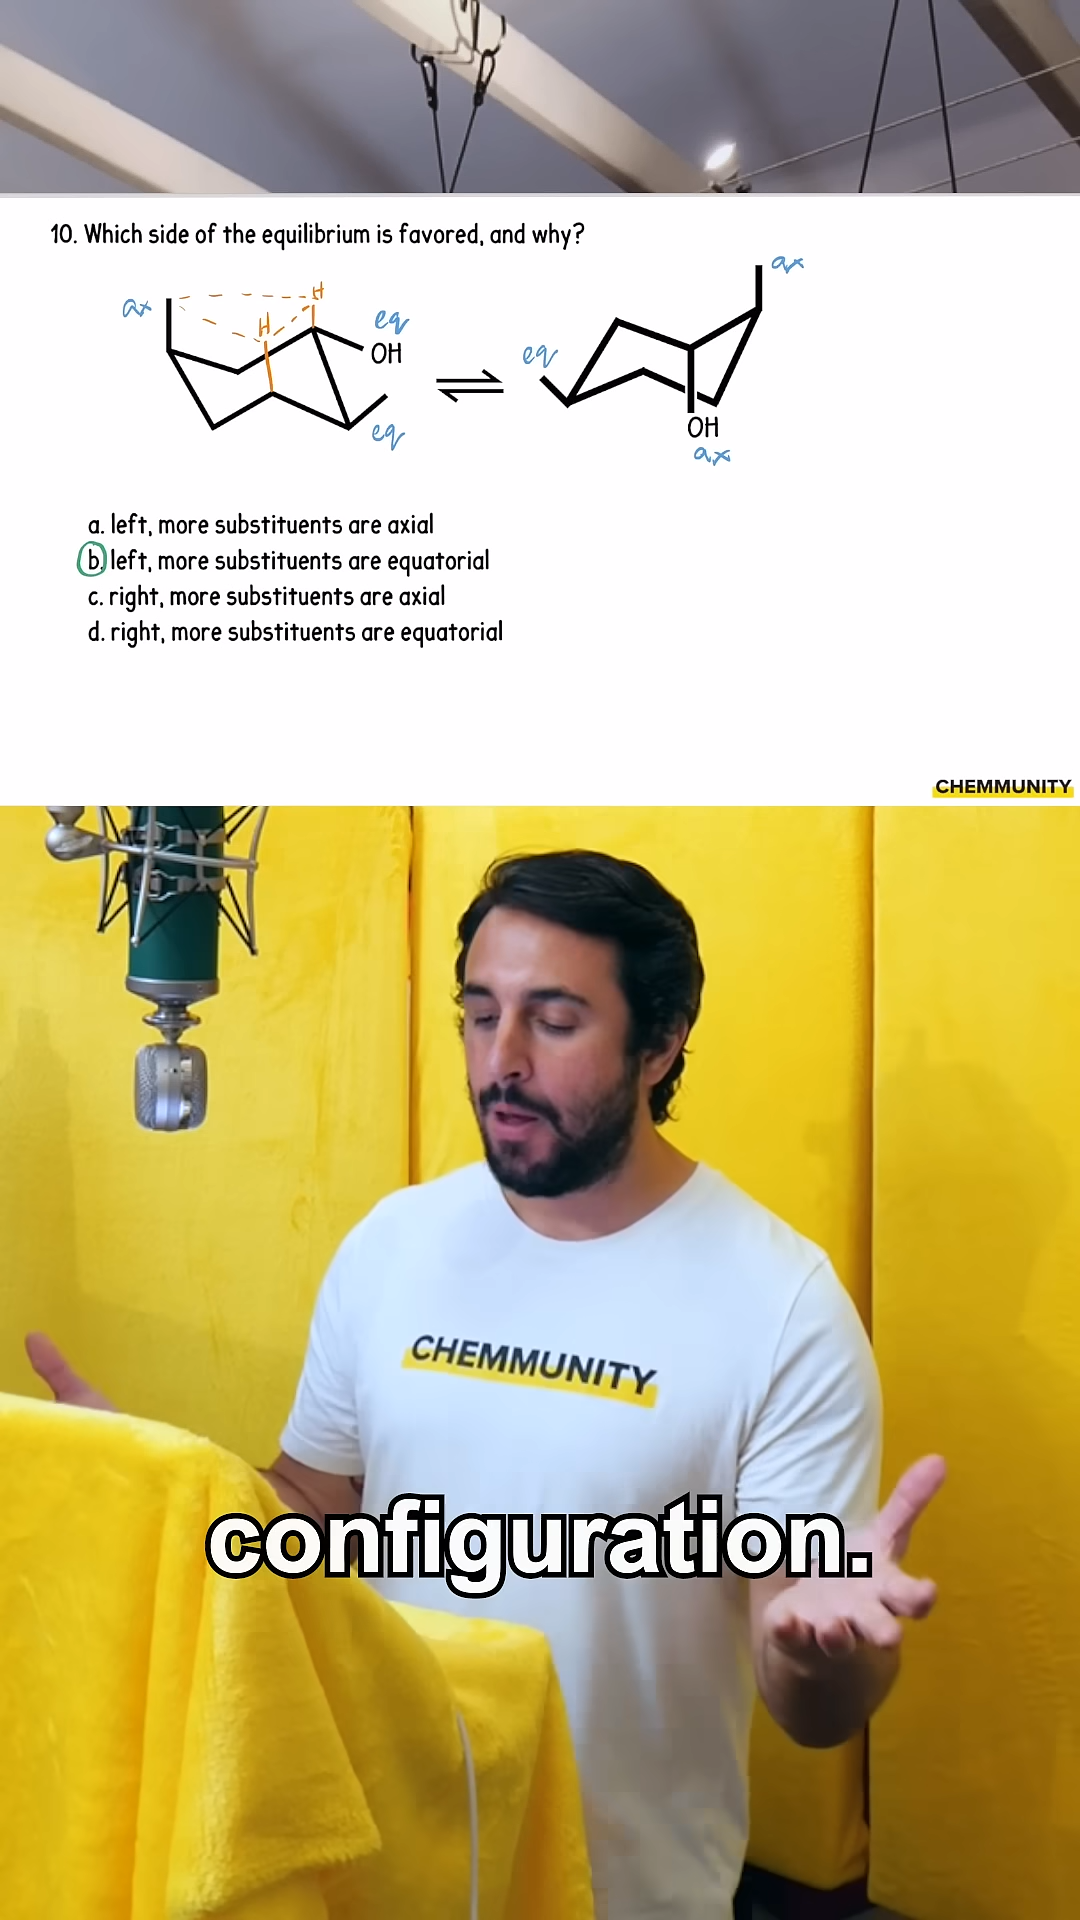 10. Which side of the equilibrium is favored, and why?
ax
H
H
eq
OH
eq
eq
ax
OH
ax
a. left, more substituents are axial
b. left, more substituents are equatorial
c. right, more substituents are axial
d. right, more substituents are equatorial
CHEMMUNITY
CHEMMUNITY
configuration.